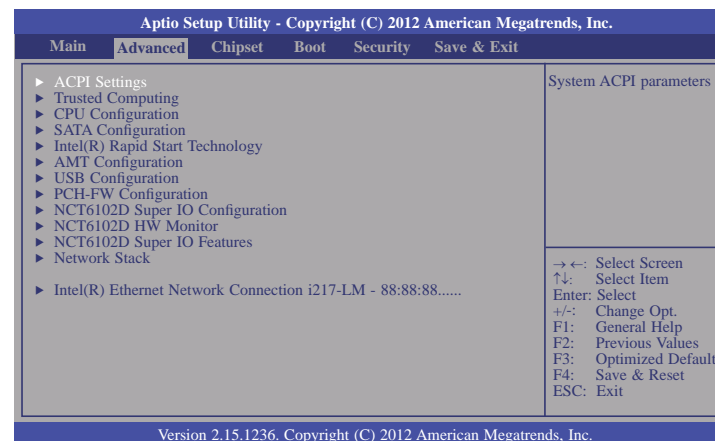 Aptio Setup Utility - Copyright (C) 2012 American Megatrends, Inc.
Main Advanced Chipset Boot Security Save & Exit
► ACPI Settings
► Trusted Computing
► CPU Configuration
► SATA Configuration
► Intel(R) Rapid Start Technology
► AMT Configuration
► USB Configuration
► PCH-FW Configuration
► NCT6102D Super IO Configuration
► NCT6102D HW Monitor
► NCT6102D Super IO Features
► Network Stack
► Intel(R) Ethernet Network Connection i217-LM - 88:88:88......
System ACPI parameters
→←: Select Screen
↑↓: Select Item
Enter: Select
+/-: Change Opt.
F1: General Help
F2: Previous Values
F3: Optimized Default
F4: Save & Reset
ESC: Exit
Version 2.15.1236. Copyright (C) 2012 American Megatrends, Inc.